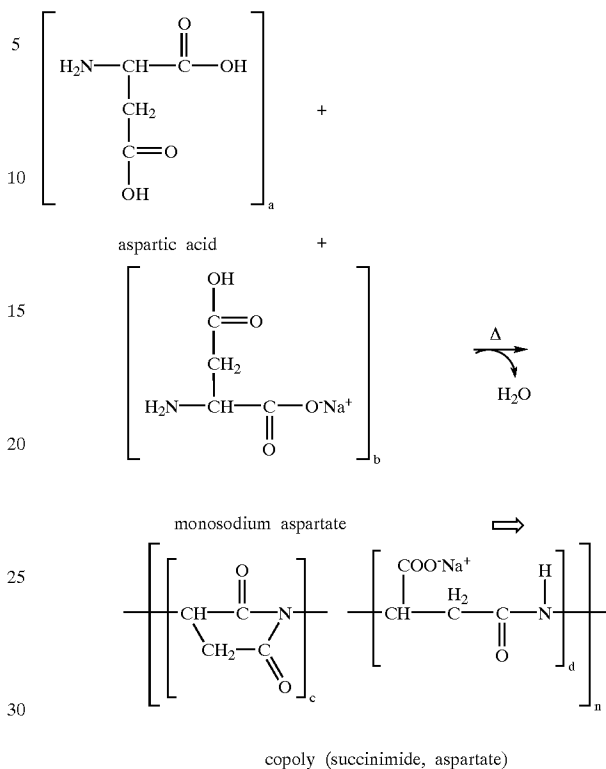 5
O
H₂N CH C OH
CH₂
10
C O
OH
a
+
aspartic acid +
15
OH
C O
CH₂
Δ
H₂O
H₂N CH C O⁻Na⁺
O
20
b
monosodium aspartate ⇒
25
O COO⁻Na⁺ H
H₂
CH C N CH C C N
CH₂ C O
O
c d
n
30
copoly (succinimide, aspartate)